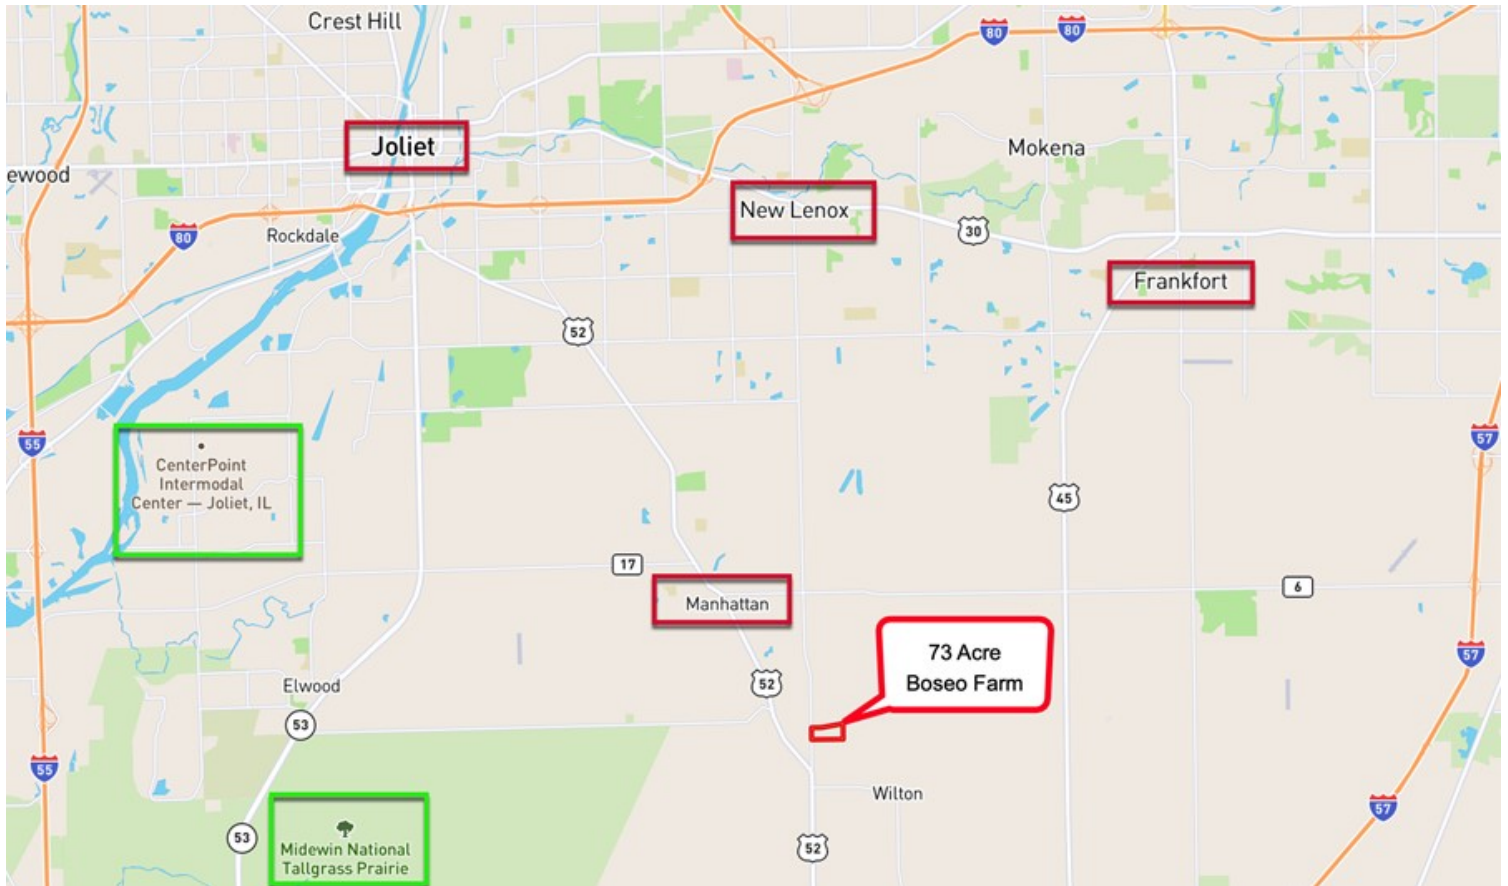 Crest Hill
80
80
Joliet
Mokena
ewood
New Lenox
30
80
Rockdale
Frankfort
52
55
57
CenterPoint
Intermodal
Center — Joliet, IL
45
17
6
Manhattan
73 Acre
Boseo Farm
57
Elwood
52
53
55
Wilton
57
53
Midewin National
Tallgrass Prairie
52